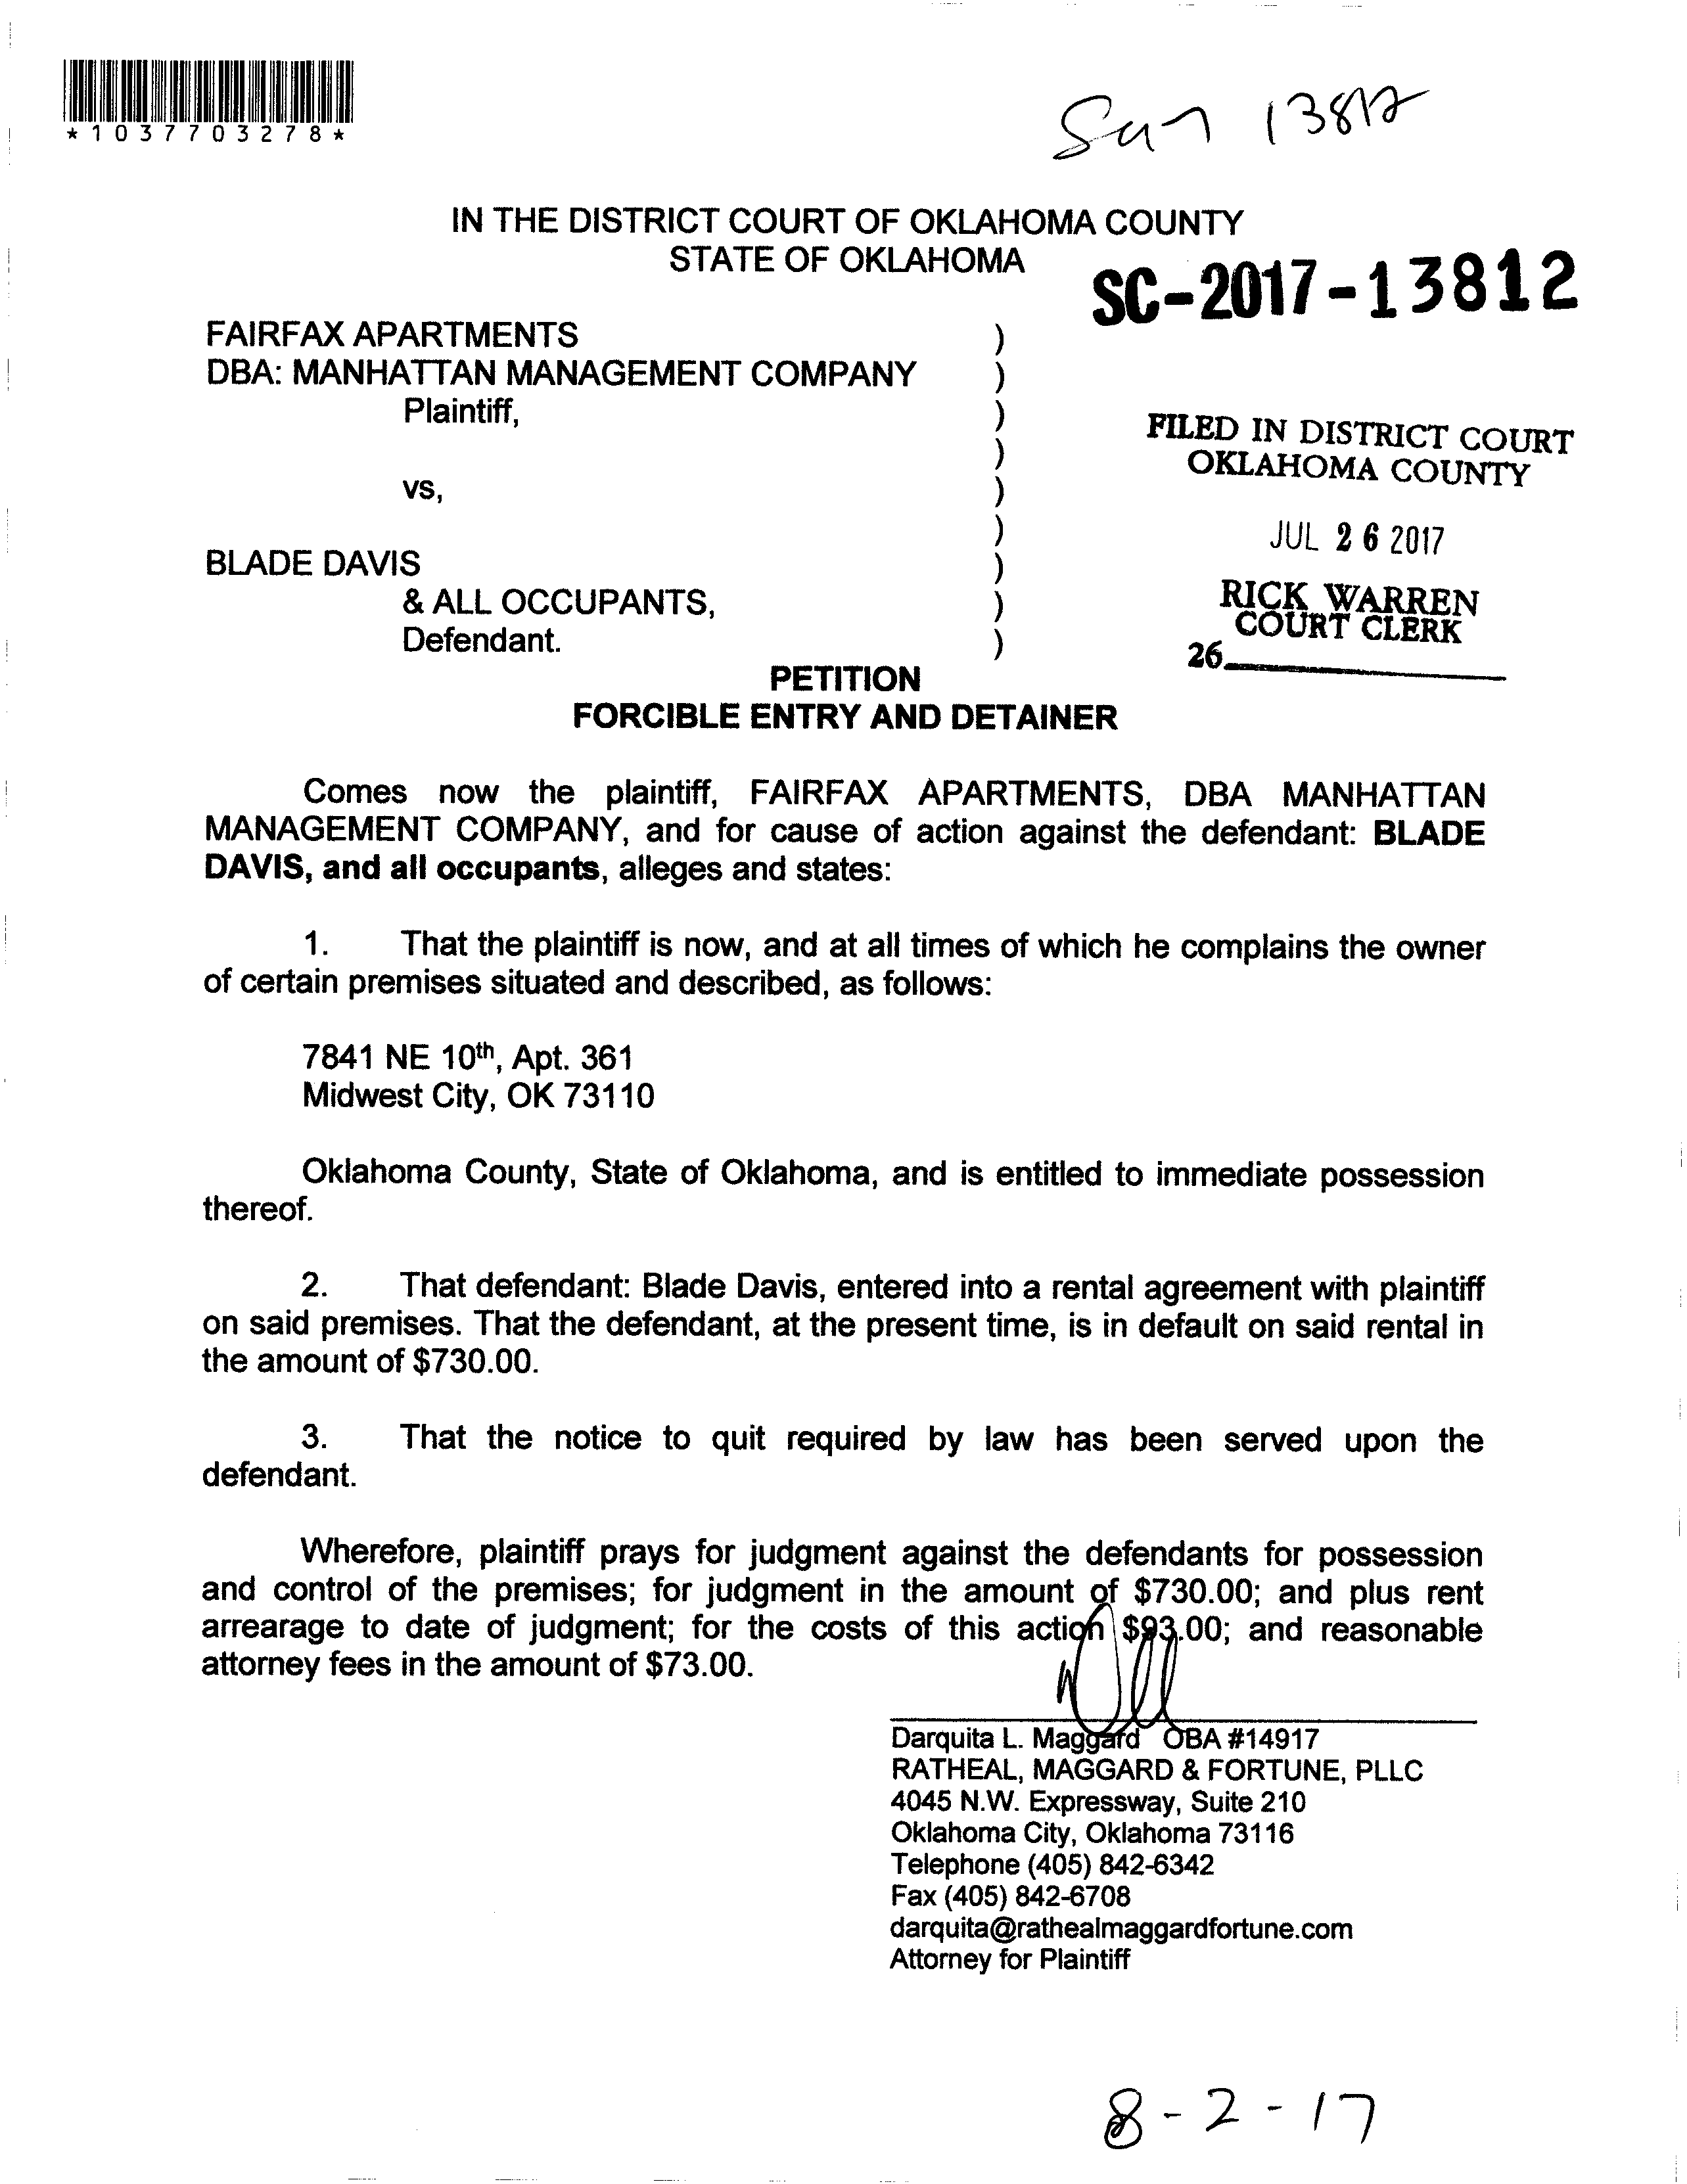 *1037703278*
13812
IN THE DISTRICT COURT OF OKLAHOMA COUNTY
STATE OF OKLAHOMA
SC-2017-13812
FAIRFAX APARTMENTS )
DBA: MANHATTAN MANAGEMENT COMPANY )
Plaintiff, )
)
vs, )
)
BLADE DAVIS )
& ALL OCCUPANTS, )
Defendant. )
FILED IN DISTRICT COURT
OKLAHOMA COUNTY
JUL 26 2017
RICK WARREN
COURT CLERK
26
PETITION
FORCIBLE ENTRY AND DETAINER
Comes now the plaintiff, FAIRFAX APARTMENTS, DBA MANHATTAN
MANAGEMENT COMPANY, and for cause of action against the defendant: BLADE
DAVIS, and all occupants, alleges and states:
1. That the plaintiff is now, and at all times of which he complains the owner
of certain premises situated and described, as follows:
7841 NE 10th, Apt. 361
Midwest City, OK 73110
Oklahoma County, State of Oklahoma, and is entitled to immediate possession
thereof.
2. That defendant: Blade Davis, entered into a rental agreement with plaintiff
on said premises. That the defendant, at the present time, is in default on said rental in
the amount of $730.00.
3. That the notice to quit required by law has been served upon the
defendant.
Wherefore, plaintiff prays for judgment against the defendants for possession
and control of the premises; for judgment in the amount of $730.00; and plus rent
arrearage to date of judgment; for the costs of this action $93.00; and reasonable
attorney fees in the amount of $73.00.
Darquita L. Maggard OBA #14917
RATHEAL, MAGGARD & FORTUNE, PLLC
4045 N.W. Expressway, Suite 210
Oklahoma City, Oklahoma 73116
Telephone (405) 842-6342
Fax (405) 842-6708
darquita@rathealmaggardfortune.com
Attorney for Plaintiff
8-2-17